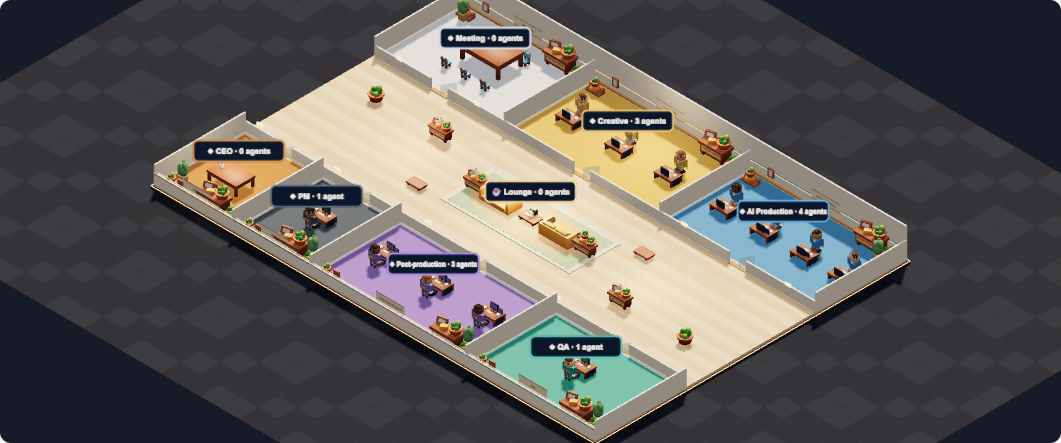 Meeting · 0 agents
Creative · 3 agents
CEO · 0 agents
PM · 1 agent
Lounge · 0 agents
AI Production · 4 agents
Post-production · 3 agents
QA · 1 agent